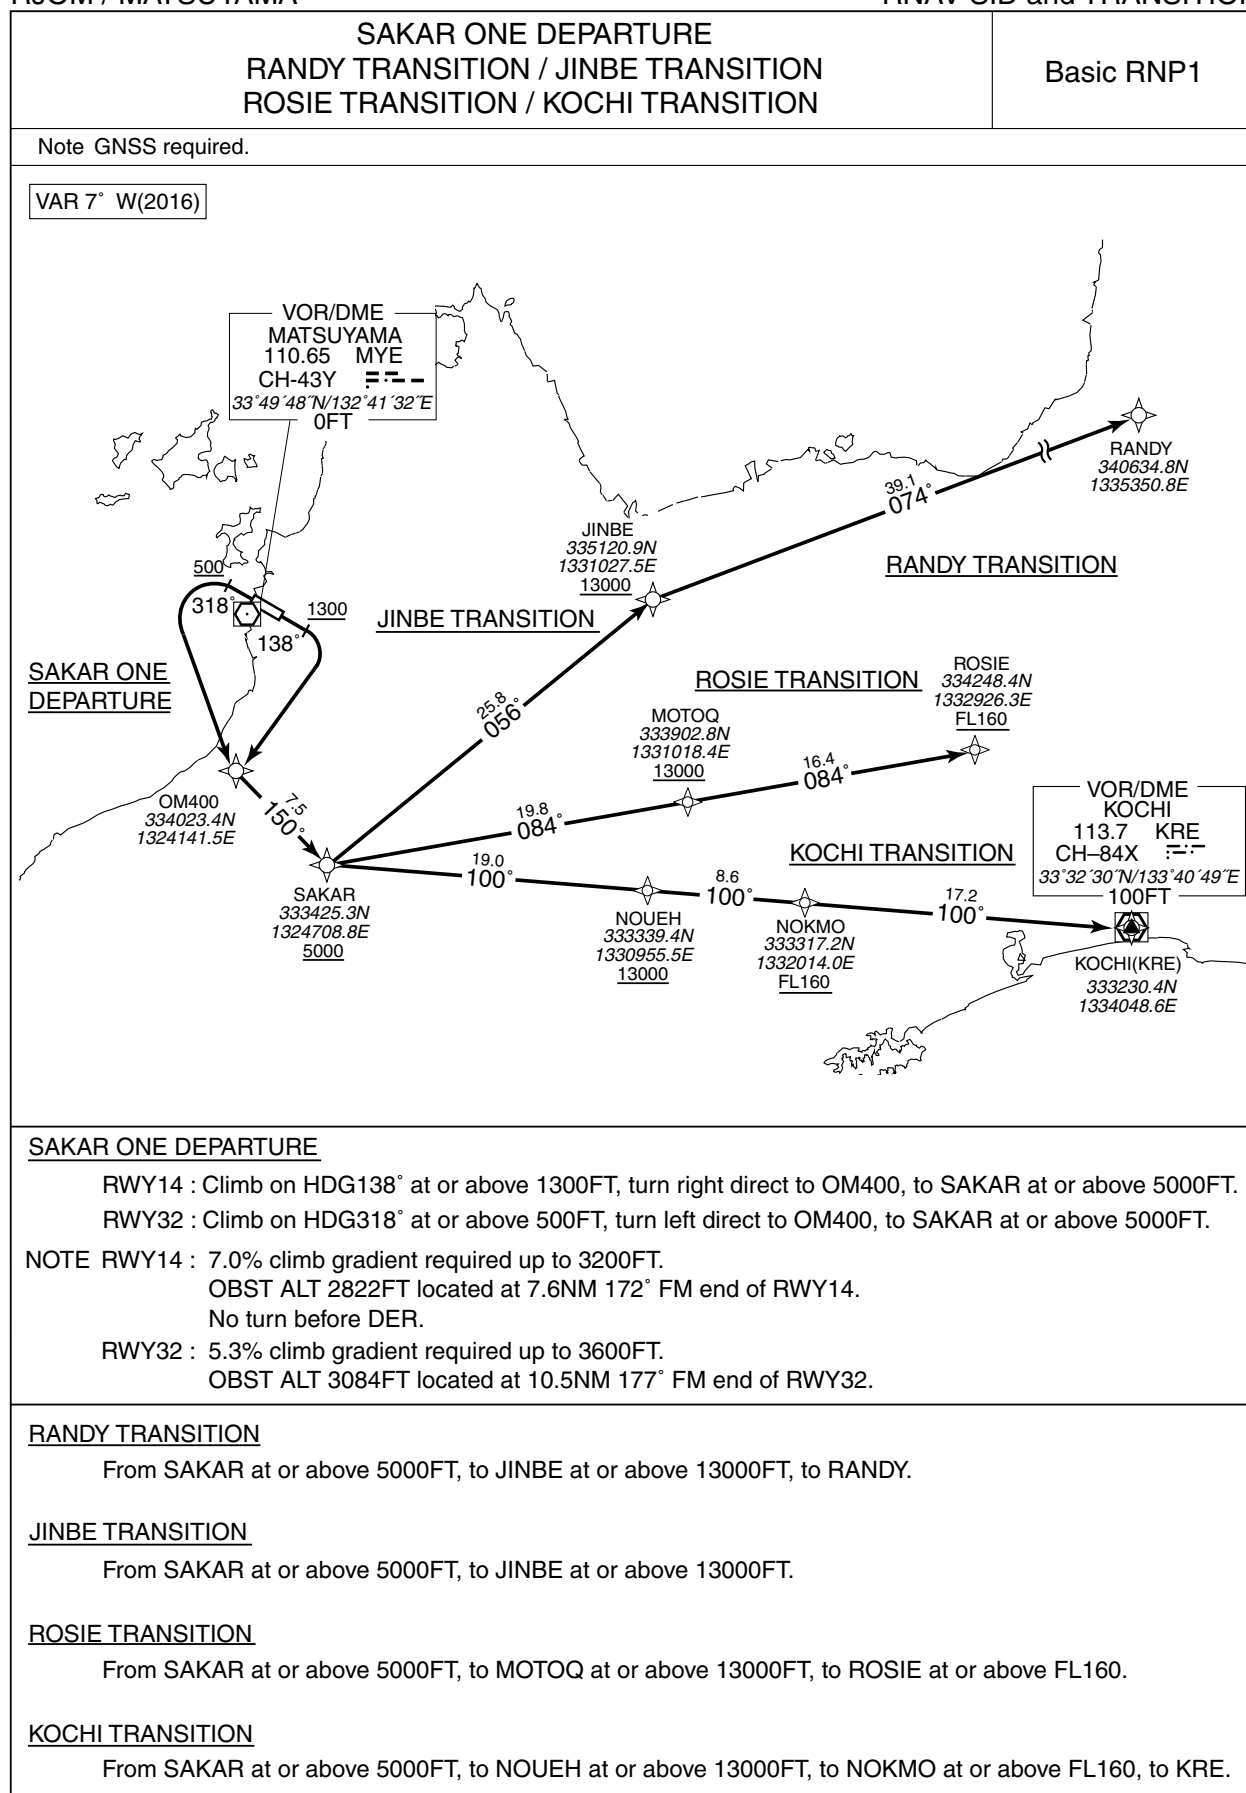 RJOM / MATSUYAMA
RNAV SID and TRANSITION
SAKAR ONE DEPARTURE
RANDY TRANSITION / JINBE TRANSITION
ROSIE TRANSITION / KOCHI TRANSITION
Basic RNP1
Note GNSS required.
VAR 7˚ W(2016)
VOR/DME
MATSUYAMA
110.65 MYE
CH-43Y
33˚49´48˝N/132˚41´32˝E
0FT
RANDY
340634.8N
1335350.8E
39.1
074˚
JINBE
335120.9N
1331027.5E
13000
RANDY TRANSITION
500
318˚
1300
138˚
JINBE TRANSITION
SAKAR ONE
DEPARTURE
25.8
056˚
ROSIE TRANSITION
ROSIE
334248.4N
1332926.3E
FL160
MOTOQ
333902.8N
1331018.4E
13000
16.4
084˚
19.8
084˚
OM400
334023.4N
1324141.5E
7.5
150˚
VOR/DME
KOCHI
113.7 KRE
CH–84X
33˚32´30˝N/133˚40´49˝E
100FT
KOCHI TRANSITION
19.0
100˚
8.6
100˚
17.2
100˚
SAKAR
333425.3N
1324708.8E
5000
NOUEH
333339.4N
1330955.5E
13000
NOKMO
333317.2N
1332014.0E
FL160
KOCHI(KRE)
333230.4N
1334048.6E
SAKAR ONE DEPARTURE
RWY14 : Climb on HDG138˚ at or above 1300FT, turn right direct to OM400, to SAKAR at or above 5000FT.
RWY32 : Climb on HDG318˚ at or above 500FT, turn left direct to OM400, to SAKAR at or above 5000FT.
NOTE RWY14 : 7.0% climb gradient required up to 3200FT.
OBST ALT 2822FT located at 7.6NM 172˚ FM end of RWY14.
No turn before DER.
RWY32 : 5.3% climb gradient required up to 3600FT.
OBST ALT 3084FT located at 10.5NM 177˚ FM end of RWY32.
RANDY TRANSITION
From SAKAR at or above 5000FT, to JINBE at or above 13000FT, to RANDY.
JINBE TRANSITION
From SAKAR at or above 5000FT, to JINBE at or above 13000FT.
ROSIE TRANSITION
From SAKAR at or above 5000FT, to MOTOQ at or above 13000FT, to ROSIE at or above FL160.
KOCHI TRANSITION
From SAKAR at or above 5000FT, to NOUEH at or above 13000FT, to NOKMO at or above FL160, to KRE.